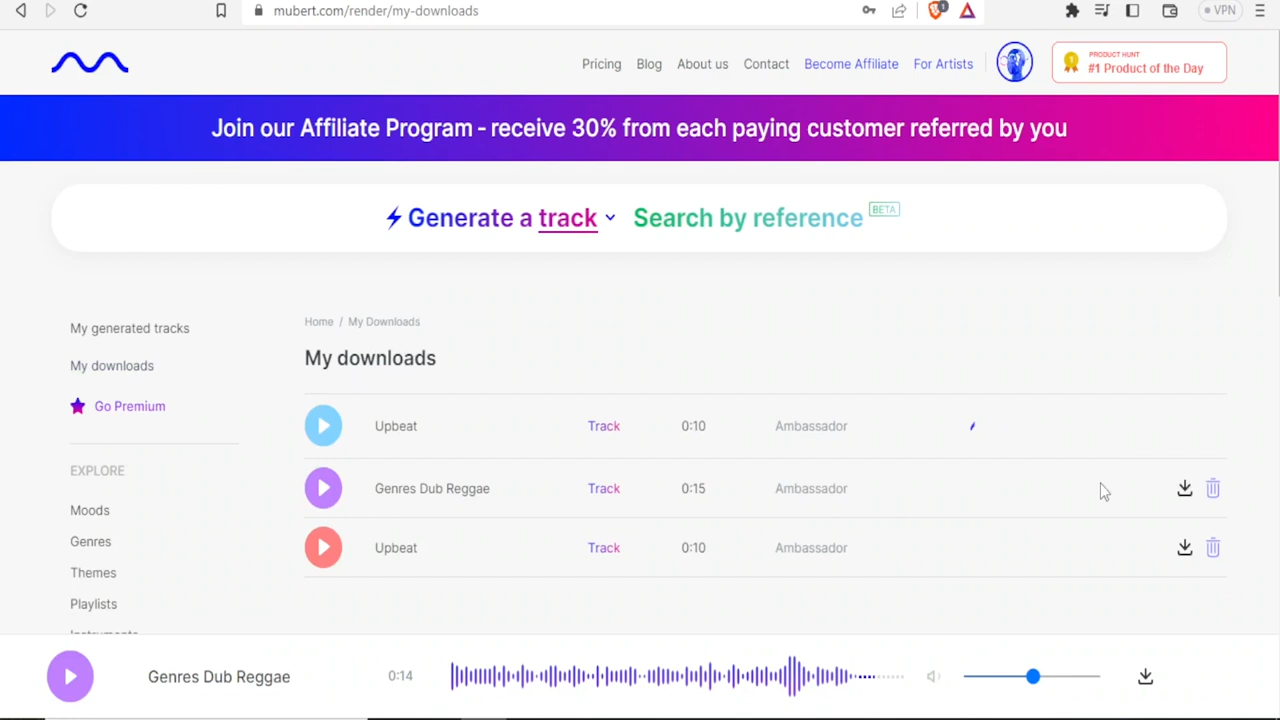 mubert.com/render/my-downloads
1
VPN
Pricing Blog About us Contact Become Affiliate For Artists
PRODUCT HUNT
#1 Product of the Day
Join our Affiliate Program - receive 30% from each paying customer referred by you
Generate a track Search by reference BETA
My generated tracks
My downloads
Go Premium
EXPLORE
Moods
Genres
Themes
Playlists
Instruments
Home / My Downloads
My downloads
Upbeat Track 0:10 Ambassador
Genres Dub Reggae Track 0:15 Ambassador
Upbeat Track 0:10 Ambassador
Genres Dub Reggae 0:14